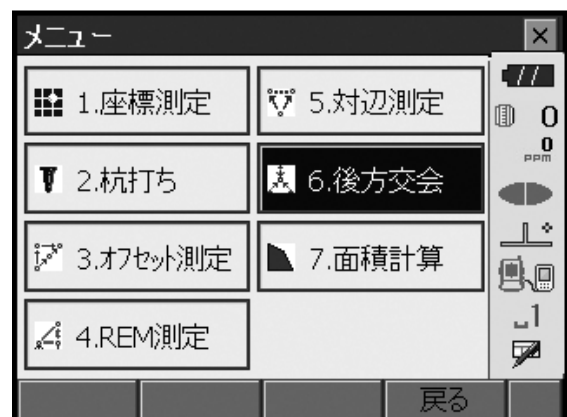 メニュー
1.座標測定
2.杭打ち
3.オフセット測定
4.REM測定
5.対辺測定
6.後方交会
7.面積計算
0
0
PPM
1
戻る